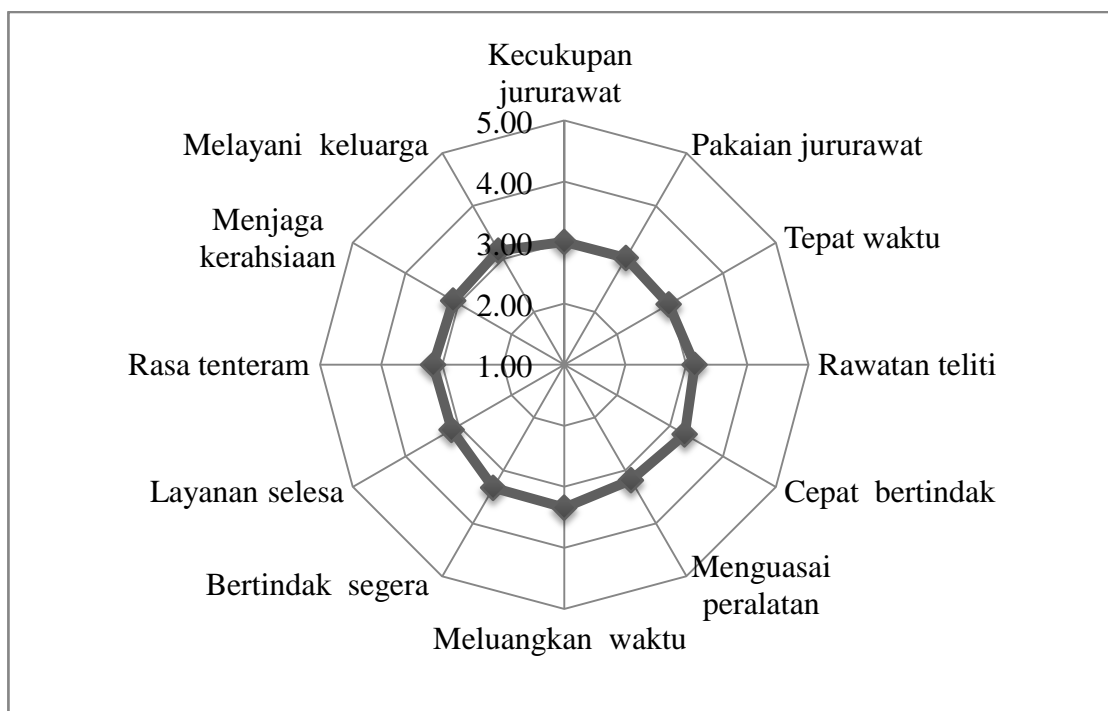 Kecukupan
jururawat
Pakaian jururawat
Tepat waktu
Rawatan teliti
Cepat bertindak
Menguasai
peralatan
Meluangkan waktu
Bertindak segera
Layanan selesa
Rasa tenteram
Menjaga
kerahsiaan
Melayani keluarga
5.00
4.00
3.00
2.00
1.00